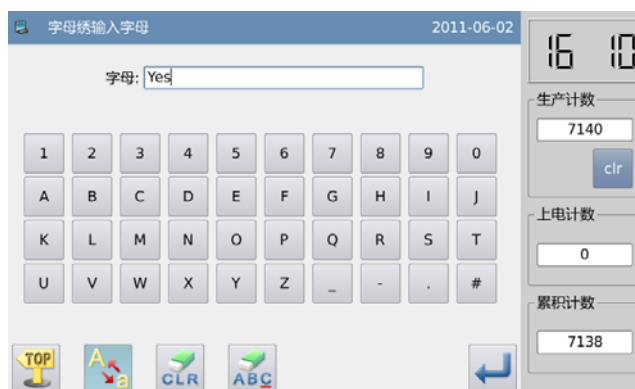 字母绣输入字母 2011-06-02
字母: Yes
1 2 3 4 5 6 7 8 9 0
A B C D E F G H I J
K L M N O P Q R S T
U V W X Y Z _ - . #
TOP A a CLR ABC
16 10
生产计数
7140
clr
上电计数
0
累积计数
7138